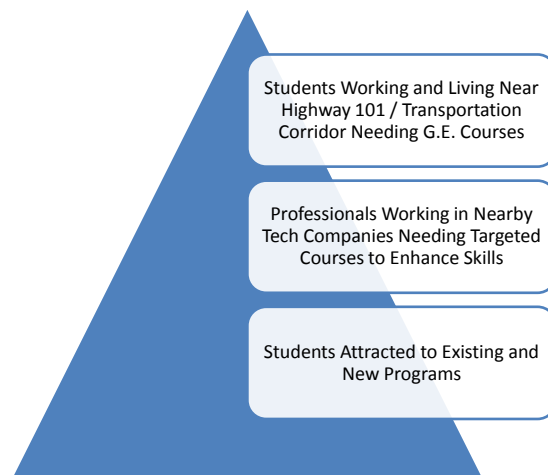 Students Working and Living Near
Highway 101 / Transportation
Corridor Needing G.E. Courses
Professionals Working in Nearby
Tech Companies Needing Targeted
Courses to Enhance Skills
Students Attracted to Existing and
New Programs